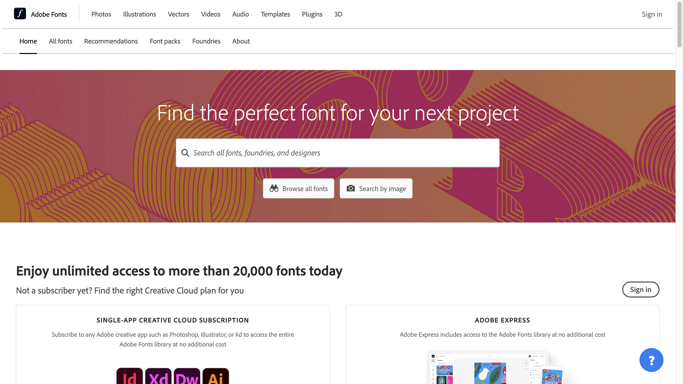 Adobe Fonts
Photos
Illustrations
Vectors
Videos
Audio
Templates
Plugins
3D
Sign in
Home
All fonts
Recommendations
Font packs
Foundries
About
Find the perfect font for your next project
Search all fonts, foundries, and designers
Browse all fonts
Search by image
Enjoy unlimited access to more than 20,000 fonts today
Not a subscriber yet? Find the right Creative Cloud plan for you
Sign in
SINGLE-APP CREATIVE CLOUD SUBSCRIPTION
Subscribe to any Adobe creative app such as Photoshop, Illustrator, or Xd to access the entire
Adobe Fonts library at no additional cost
Id
Xd
Dw
Ai
ADOBE EXPRESS
Adobe Express includes access to the Adobe Fonts library at no additional cost
?